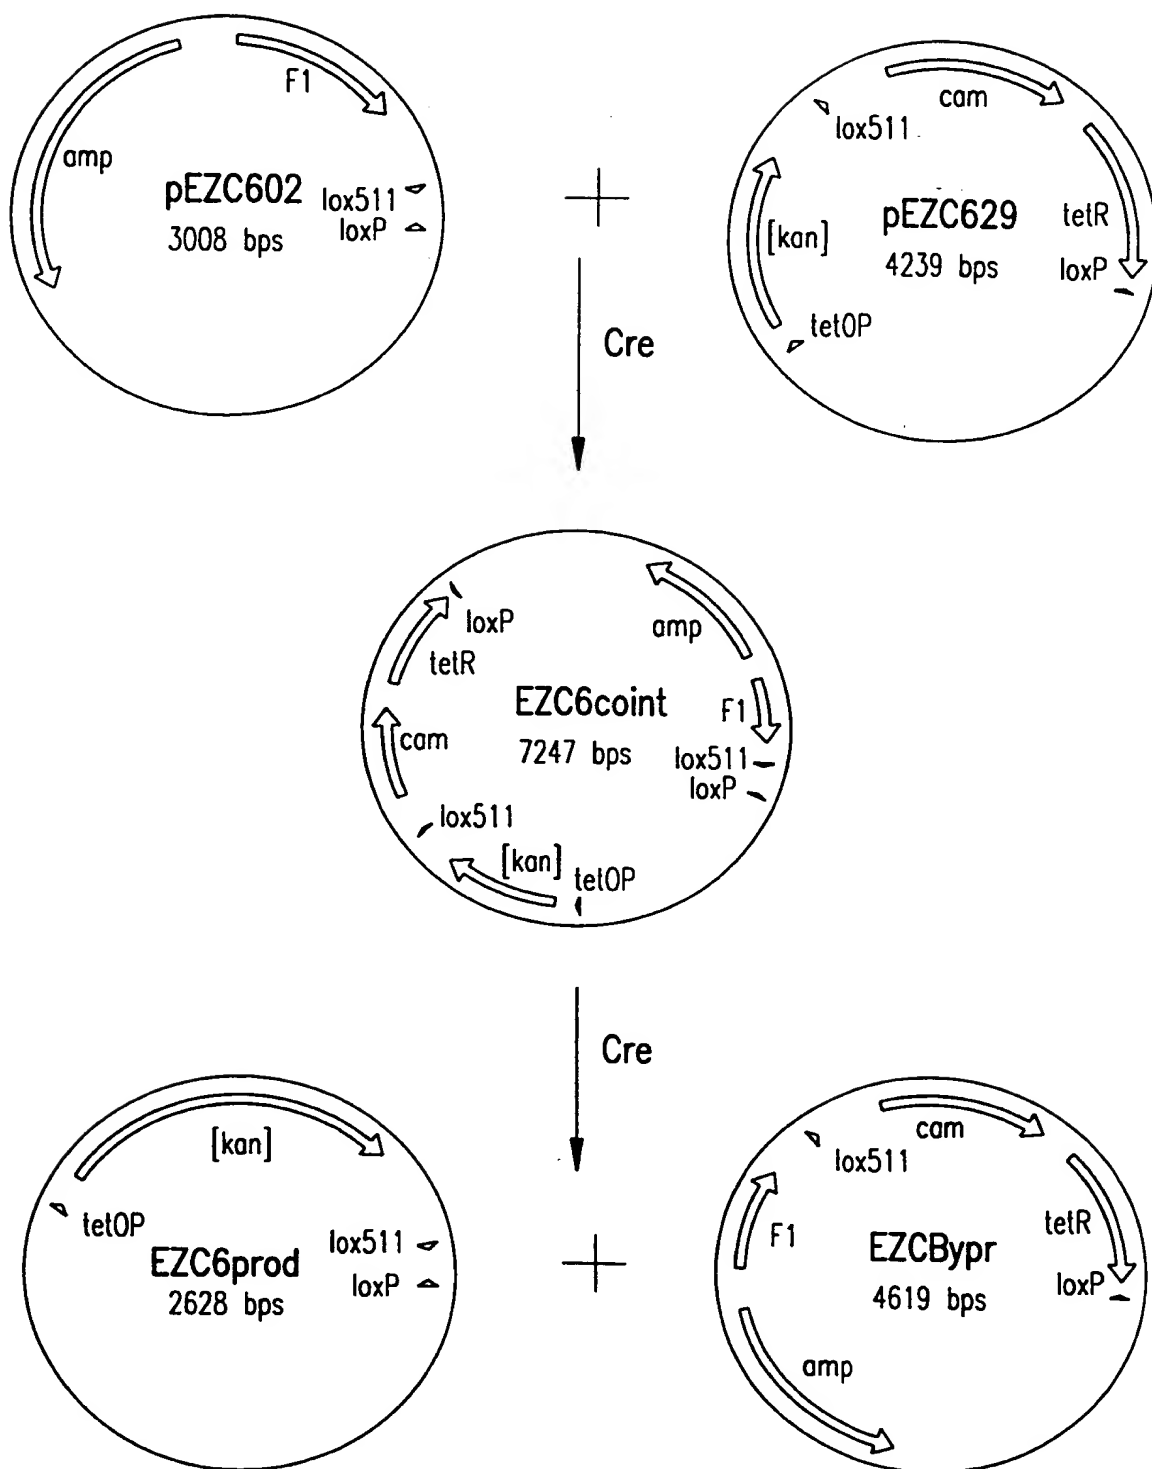 F1
amp
pEZC602
3008 bps
lox511
loxP
+
cam
lox511
[kan]
pEZC629
4239 bps
tetR
loxP
tetOP
Cre
loxP
tetR
amp
EZC6coint
7247 bps
F1
cam
lox511
loxP
lox511
[kan]
tetOP
Cre
[kan]
tetOP
EZC6prod
2628 bps
lox511
loxP
+
cam
lox511
F1
EZCBypr
4619 bps
tetR
loxP
amp